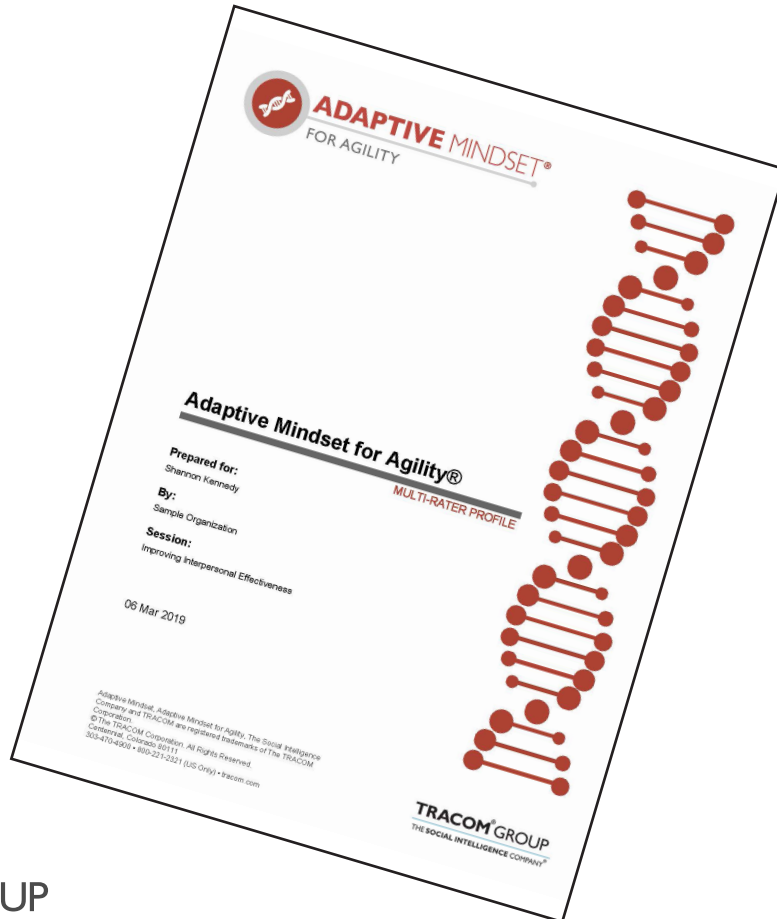 ADAPTIVE MINDSET®
FOR AGILITY
Adaptive Mindset for Agility®
MULTI-RATER PROFILE
Prepared for:
Shannon Kennedy
By:
Sample Organization
Session:
Improving Interpersonal Effectiveness
06 Mar 2019
Adaptive Mindset, Adaptive Mindset for Agility, The Social Intelligence
Company and TRACOM are registered trademarks of The TRACOM
Corporation.
© The TRACOM Corporation. All Rights Reserved.
Centennial, Colorado 80111
303-470-4900 • 800-221-2321 (US Only) • tracom.com
TRACOM® GROUP
THE SOCIAL INTELLIGENCE COMPANY®
UP